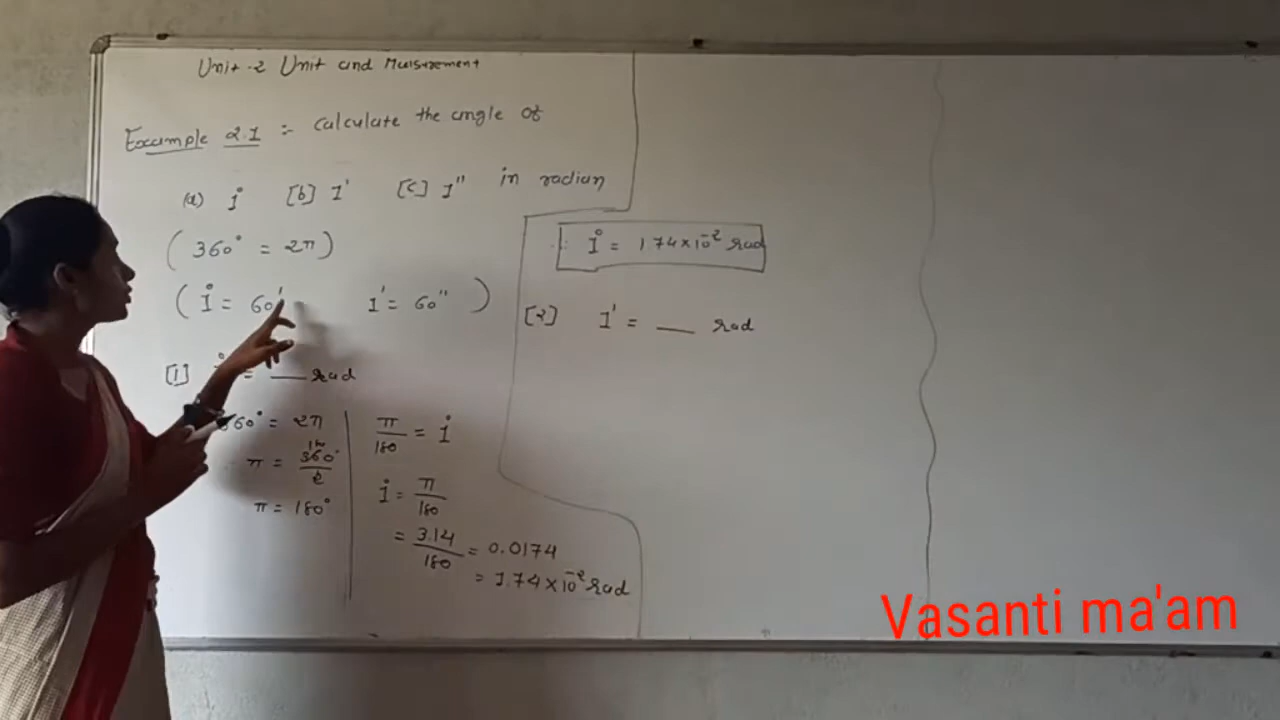 Unit-2 Unit and Measurement
Example 2.1 :- Calculate the angle of
(a) 1° [b] 1' [c] 1" in radian
( 360° = 2π )
( 1° = 60' 1' = 60" )
[1] = __ rad
360° = 2π
π = 360° / 2
π = 180°
π / 180 = 1°
1° = π / 180
= 3.14 / 180 = 0.0174
= 1.74 × 10⁻² rad
∴ 1° = 1.74 × 10⁻² rad
[2] 1' = __ rad
Vasanti ma'am